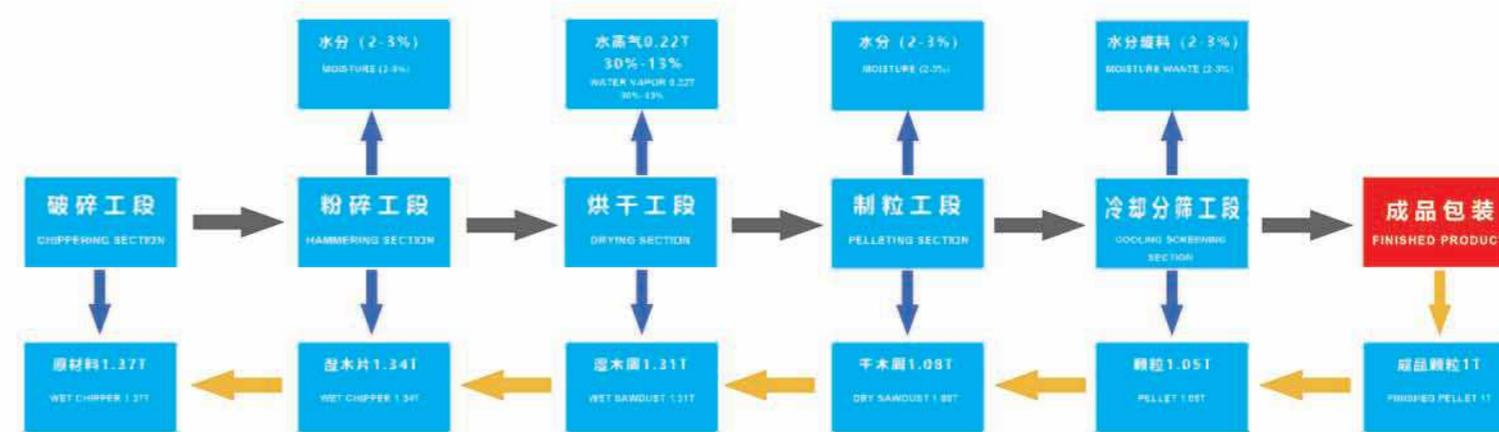 水分（2-3%）
MOISTURE (2-3%)
水蒸气0.22T
30%-13%
WATER VAPOR 0.22T
30%-13%
水分（2-3%）
MOISTURE (2-3%)
水分缠料（2-3%）
MOISTURE WANTE (2-3%)
破碎工段
CHIPPERING SECTION
粉碎工段
HAMMERING SECTION
烘干工段
DRYING SECTION
制粒工段
PELLETING SECTION
冷却分筛工段
COOLING SCREENING
SECTION
成品包装
FINISHED PRODUC
原材料1.37T
WET CHIPPER 1.37T
湿木片1.34T
WET CHIPPER 1.34T
湿木屑1.31T
WET SAWDUST 1.31T
干木屑1.08T
DRY SAWDUST 1.08T
颗粒1.05T
PELLET 1.05T
成品颗粒1T
FINISHED PELLET 1T